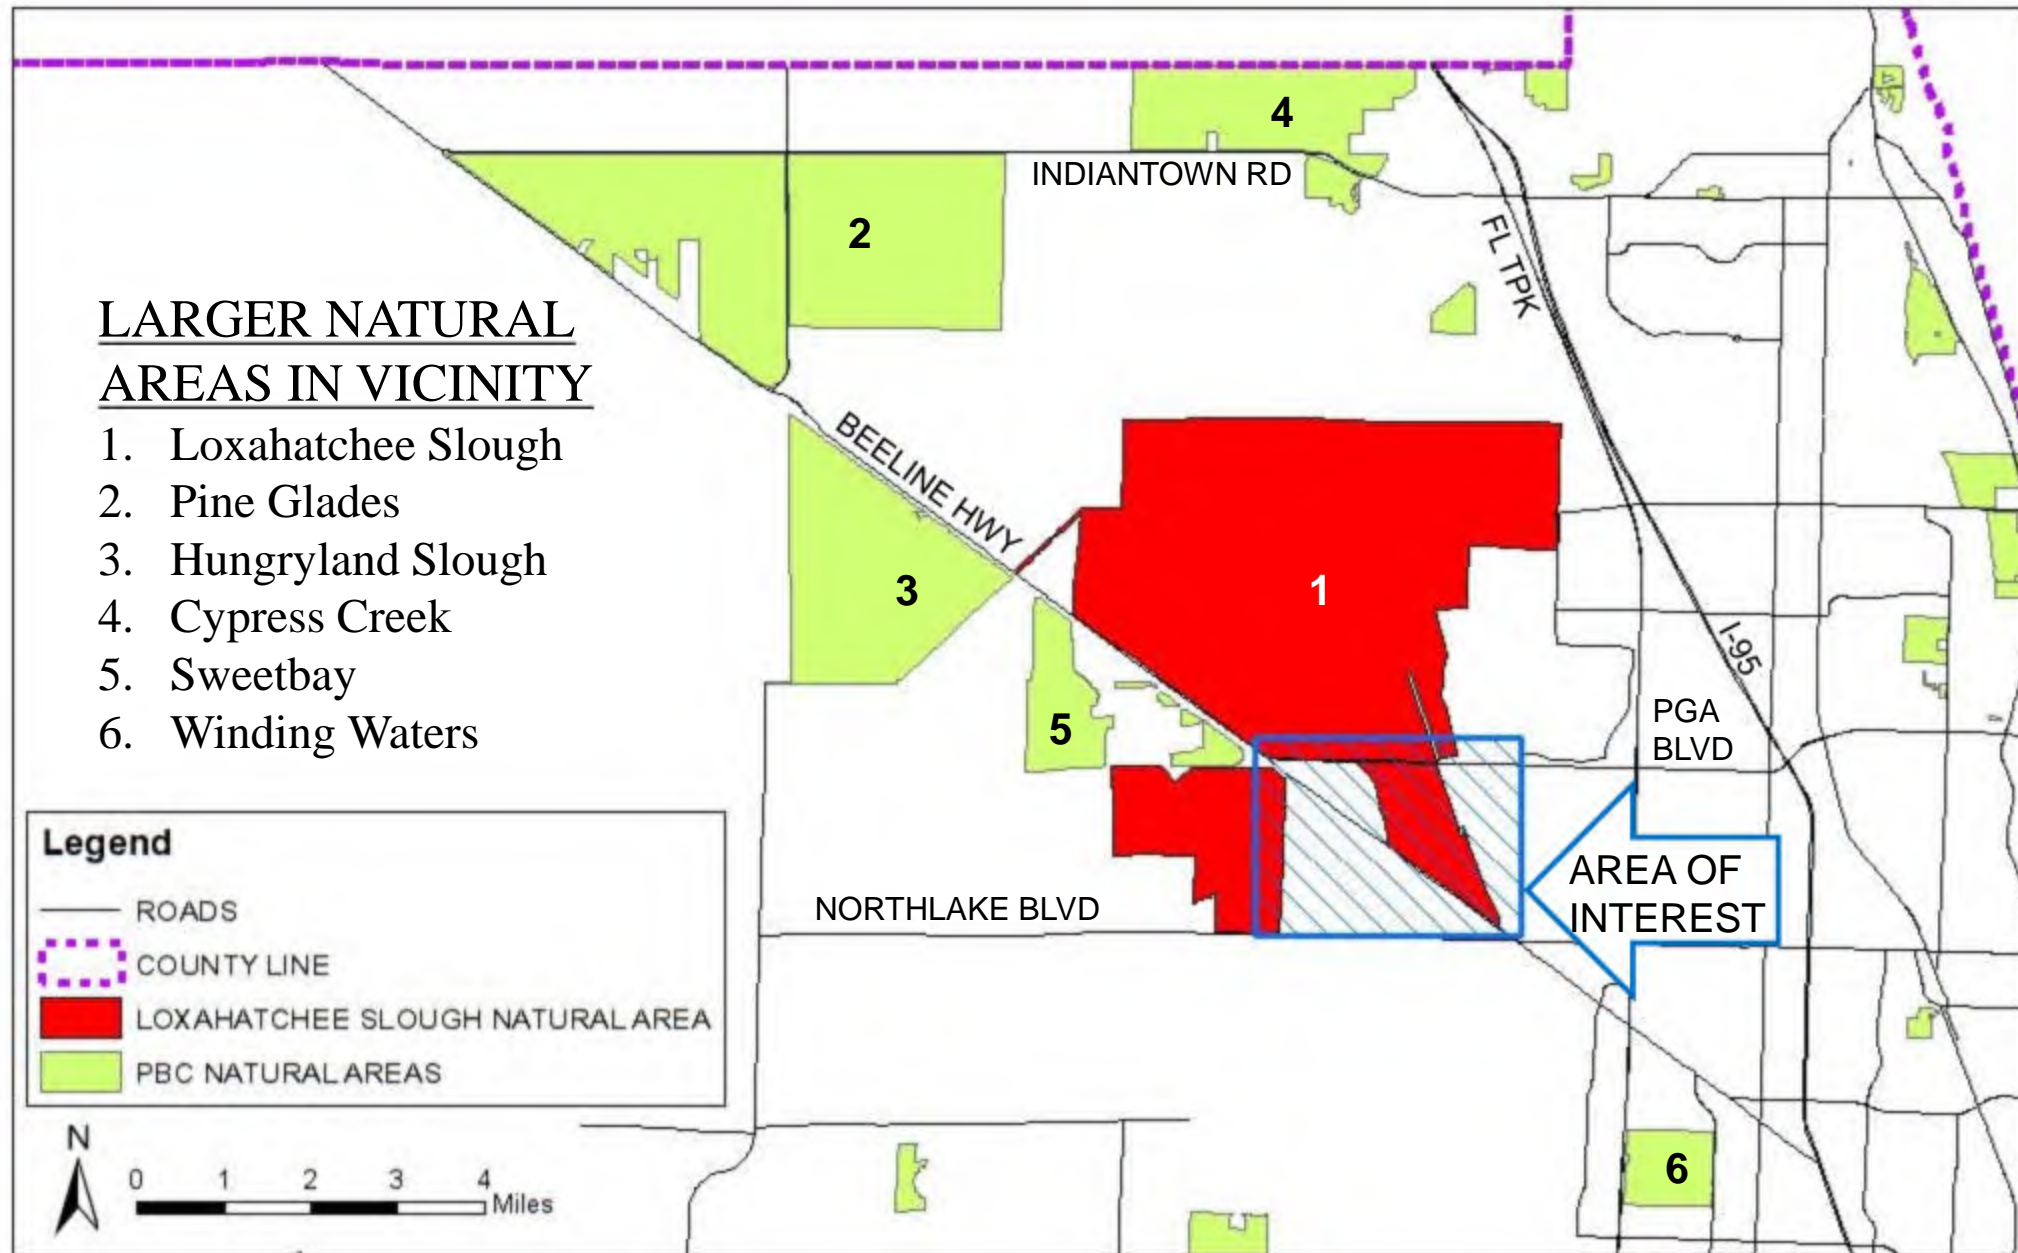 4
INDIANTOWN RD
2
FL TPK
LARGER NATURAL
AREAS IN VICINITY
1. Loxahatchee Slough
2. Pine Glades
3. Hungryland Slough
4. Cypress Creek
5. Sweetbay
6. Winding Waters
BEELINE HWY
3
1
I-95
5
PGA
BLVD
Legend
ROADS
COUNTY LINE
LOXAHATCHEE SLOUGH NATURAL AREA
PBC NATURAL AREAS
NORTHLAKE BLVD
AREA OF
INTEREST
N
0 1 2 3 4
Miles
6